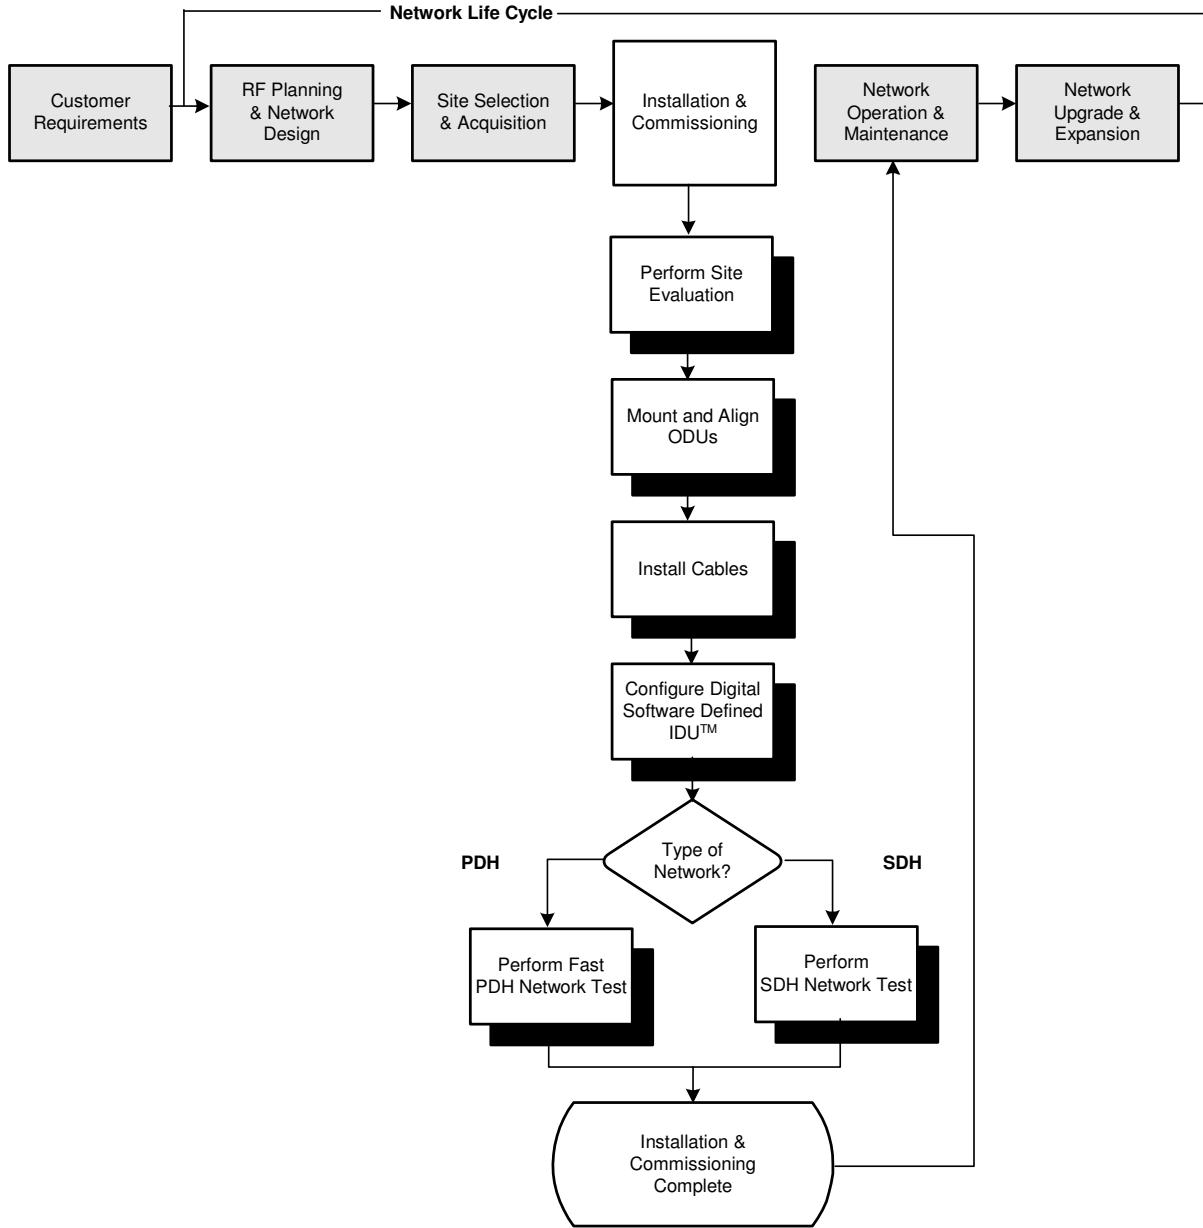 Network Life Cycle
Customer
Requirements
RF Planning
& Network
Design
Site Selection
& Acquisition
Installation &
Commissioning
Network
Operation &
Maintenance
Network
Upgrade &
Expansion
Perform Site
Evaluation
Mount and Align
ODUs
Install Cables
Configure Digital
Software Defined
IDU™
Type of
Network?
PDH
SDH
Perform Fast
PDH Network Test
Perform
SDH Network Test
Installation &
Commissioning
Complete